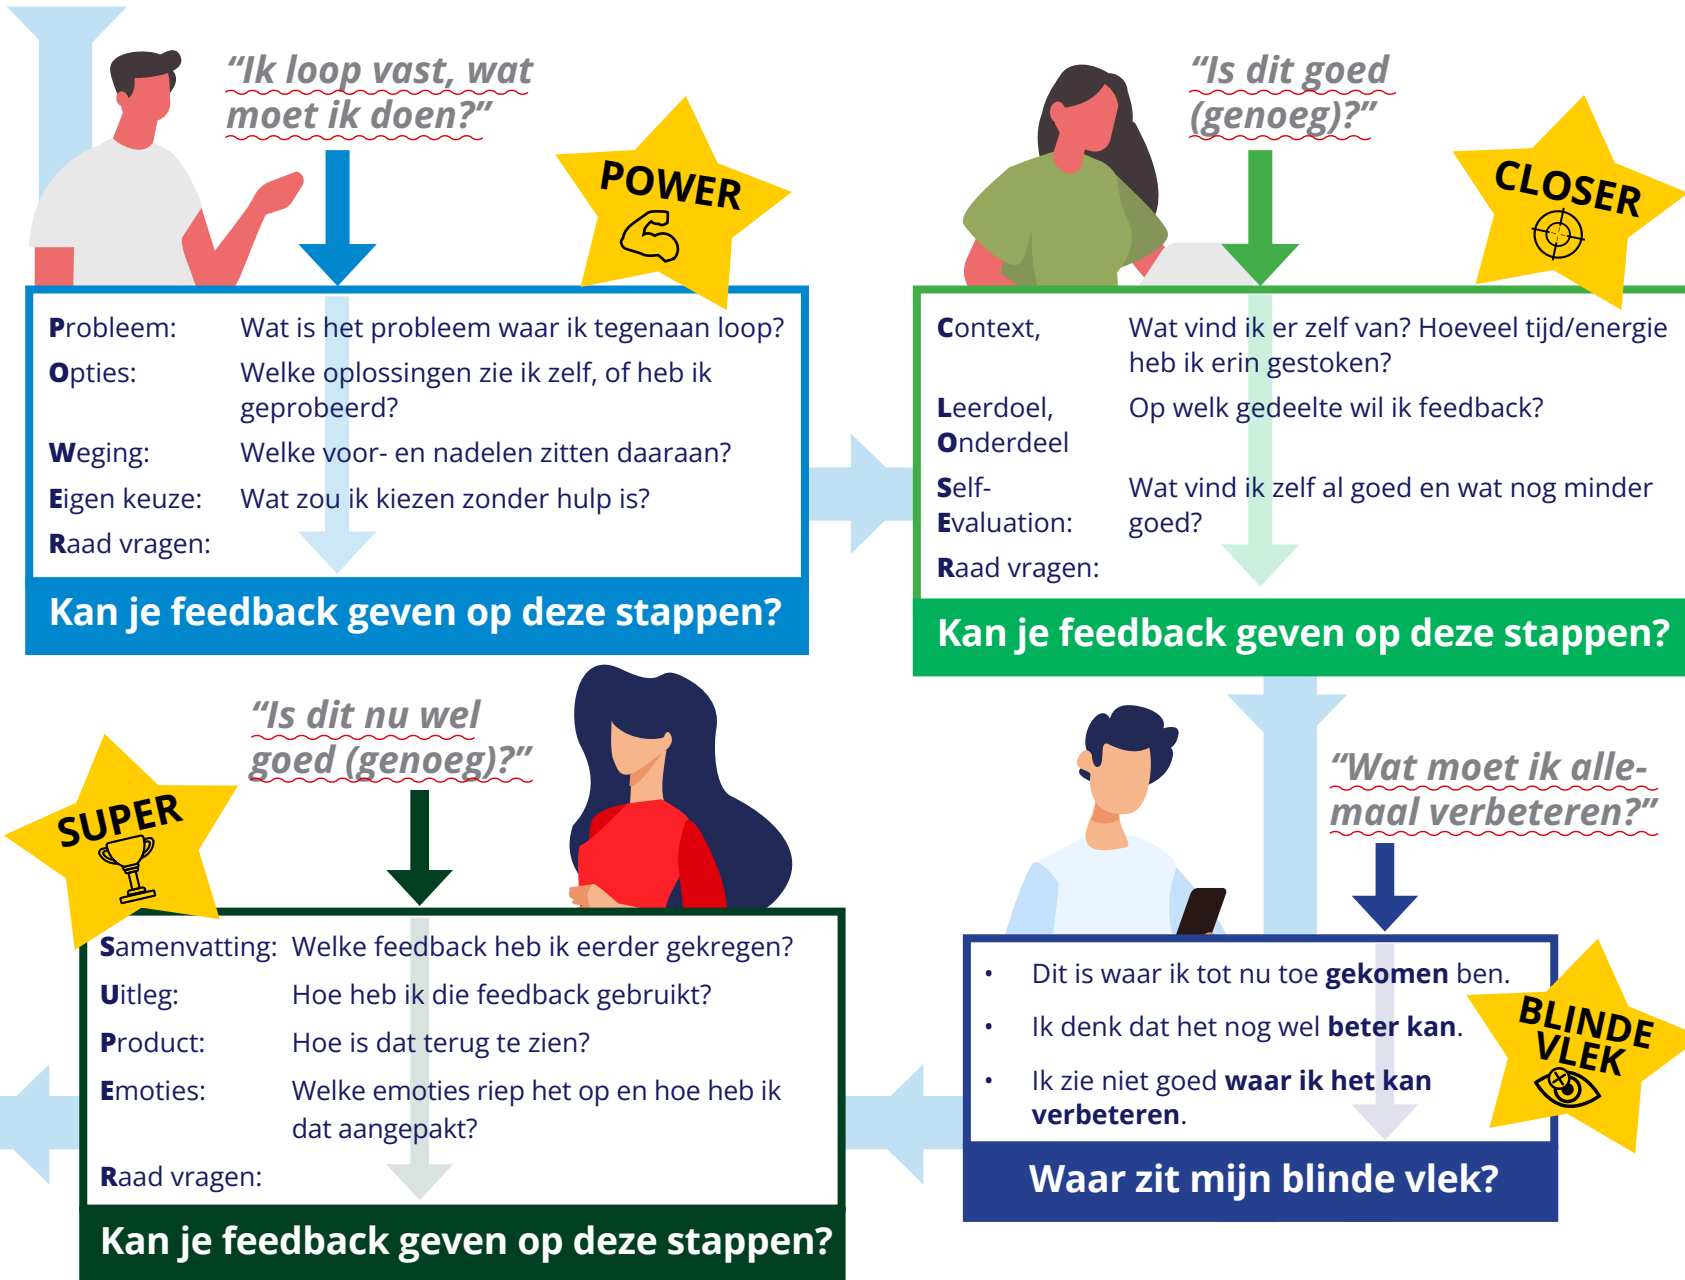 “Ik loop vast, wat
moet ik doen?”
POWER
Probleem: Wat is het probleem waar ik tegenaan loop?
Opties: Welke oplossingen zie ik zelf, of heb ik
geprobeerd?
Weging: Welke voor- en nadelen zitten daaraan?
Eigen keuze: Wat zou ik kiezen zonder hulp is?
Raad vragen:
Kan je feedback geven op deze stappen?
“Is dit goed
(genoeg)?”
CLOSER
Context, Wat vind ik er zelf van? Hoeveel tijd/energie
heb ik erin gestoken?
Leerdoel, Op welk gedeelte wil ik feedback?
Onderdeel
Self- Wat vind ik zelf al goed en wat nog minder
Evaluation: goed?
Raad vragen:
Kan je feedback geven op deze stappen?
“Is dit nu wel
goed (genoeg)?”
SUPER
Samenvatting: Welke feedback heb ik eerder gekregen?
Uitleg: Hoe heb ik die feedback gebruikt?
Product: Hoe is dat terug te zien?
Emoties: Welke emoties riep het op en hoe heb ik
dat aangepakt?
Raad vragen:
Kan je feedback geven op deze stappen?
“Wat moet ik alle-
maal verbeteren?”
• Dit is waar ik tot nu toe gekomen ben.
• Ik denk dat het nog wel beter kan.
• Ik zie niet goed waar ik het kan
verbeteren.
BLINDE
VLEK
Waar zit mijn blinde vlek?